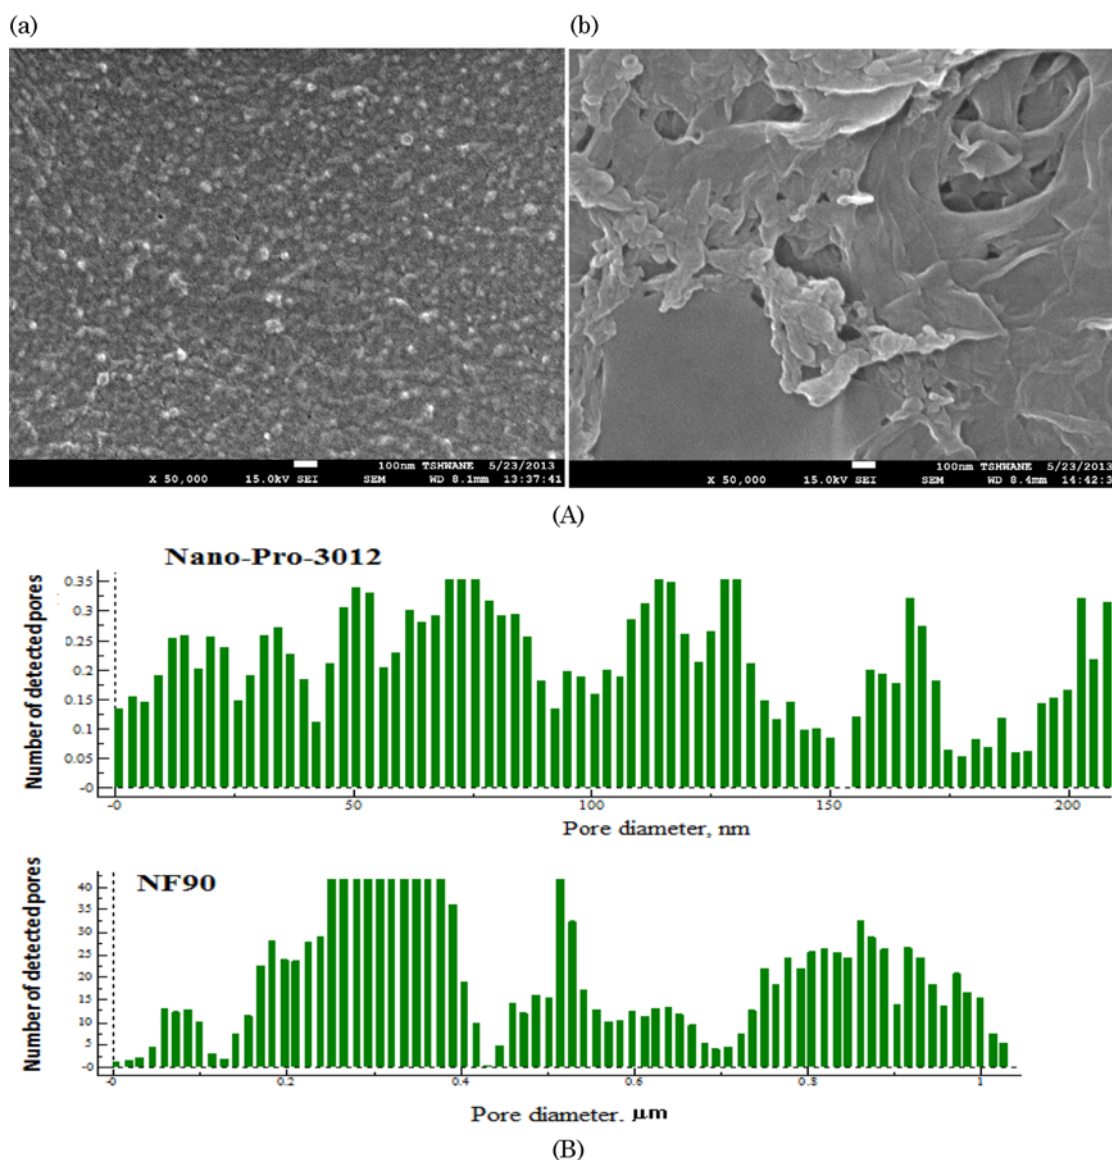 (a)
(b)
100nm TSHWANE 5/23/2013
X 50,000 15.0kV SEI SEM WD 8.1mm 13:37:41
100nm TSHWANE 5/23/2013
X 50,000 15.0kV SEI SEM WD 8.4mm 14:42:3
(A)
Nano-Pro-3012
Number of detected pores
0.35
0.3
0.25
0.2
0.15
0.1
0.05
-0
-0 50 100 150 200
Pore diameter, nm
NF90
Number of detected pores
40
35
30
25
20
15
10
5
-0
-0 0.2 0.4 0.6 0.8 1
Pore diameter. μm
(B)